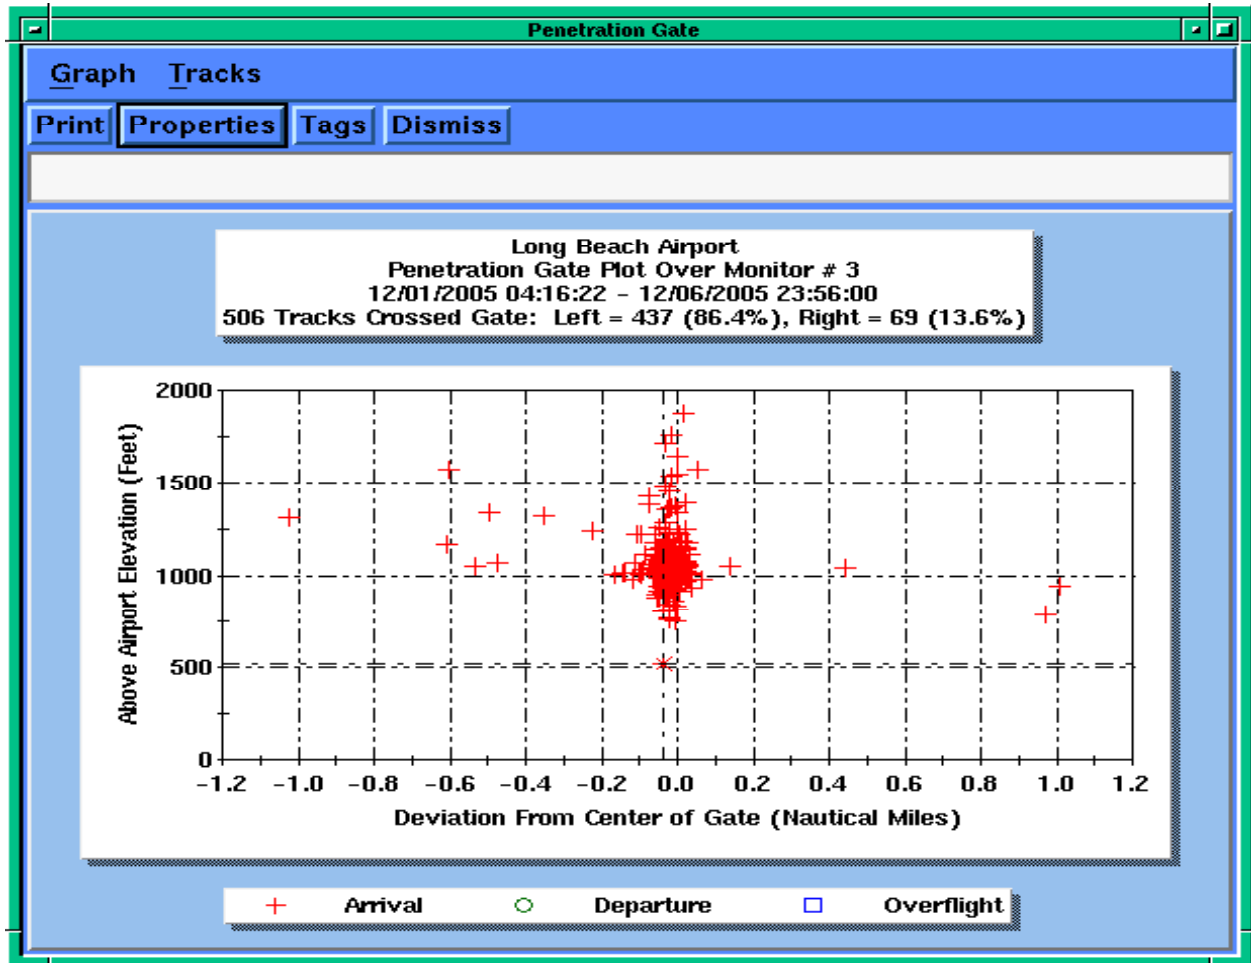 Penetration Gate
Graph Tracks
Print Properties Tags Dismiss
Long Beach Airport
Penetration Gate Plot Over Monitor # 3
12/01/2005 04:16:22 - 12/06/2005 23:56:00
506 Tracks Crossed Gate: Left = 437 (86.4%), Right = 69 (13.6%)
Above Airport Elevation (Feet)
2000
1500
1000
500
0
-1.2 -1.0 -0.8 -0.6 -0.4 -0.2 0.0 0.2 0.4 0.6 0.8 1.0 1.2
Deviation From Center of Gate (Nautical Miles)
Arrival Departure Overflight